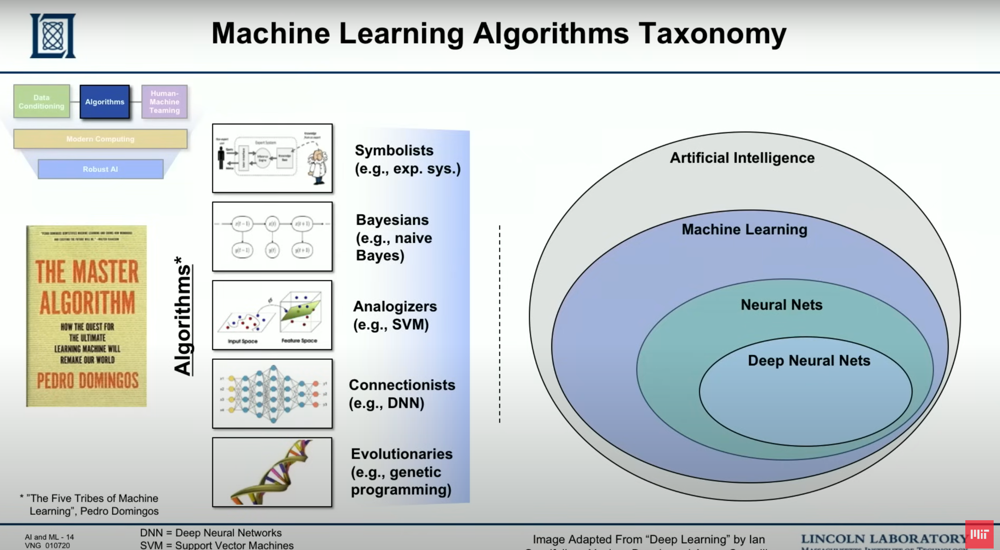 Machine Learning Algorithms Taxonomy
Data
Conditioning
Algorithms
Human-
Machine
Teaming
Modern Computing
Robust AI
THE MASTER
ALGORITHM
HOW THE QUEST FOR
THE ULTIMATE
LEARNING MACHINE WILL
REMAKE OUR WORLD
PEDRO DOMINGOS
* "The Five Tribes of Machine
Learning”, Pedro Domingos
Algorithms*
Expert System
Symbolists
(e.g., exp. sys.)
x(t − 1)
x(t)
x(t + 1)
y(t − 1)
y(t)
y(t + 1)
Bayesians
(e.g., naive
Bayes)
Input Space
Feature Space
Analogizers
(e.g., SVM)
Connectionists
(e.g., DNN)
Evolutionaries
(e.g., genetic
programming)
Artificial Intelligence
Machine Learning
Neural Nets
Deep Neural Nets
AI and ML - 14
VNG 010720
DNN = Deep Neural Networks
SVM = Support Vector Machines
Image Adapted From “Deep Learning” by Ian
LINCOLN LABORATORY
MASSACHUSETTS INSTITUTE OF TECHNOLOGY
MIT